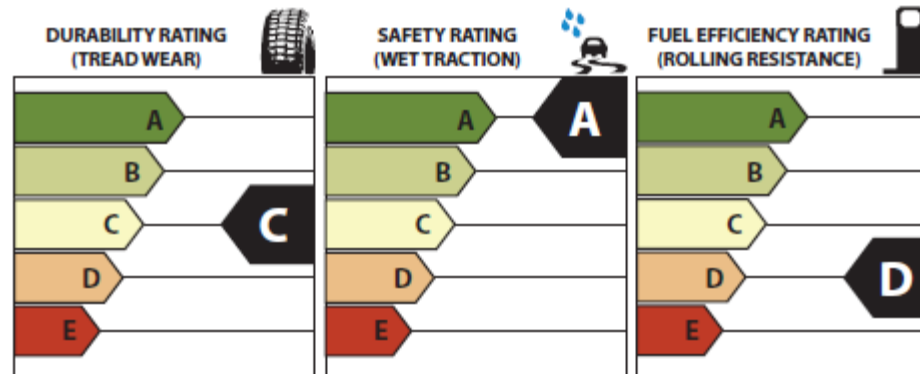 DURABILITY RATING
(TREAD WEAR)
A
B
C
D
E
C
SAFETY RATING
(WET TRACTION)
A
B
C
D
E
A
FUEL EFFICIENCY RATING
(ROLLING RESISTANCE)
A
B
C
D
E
D